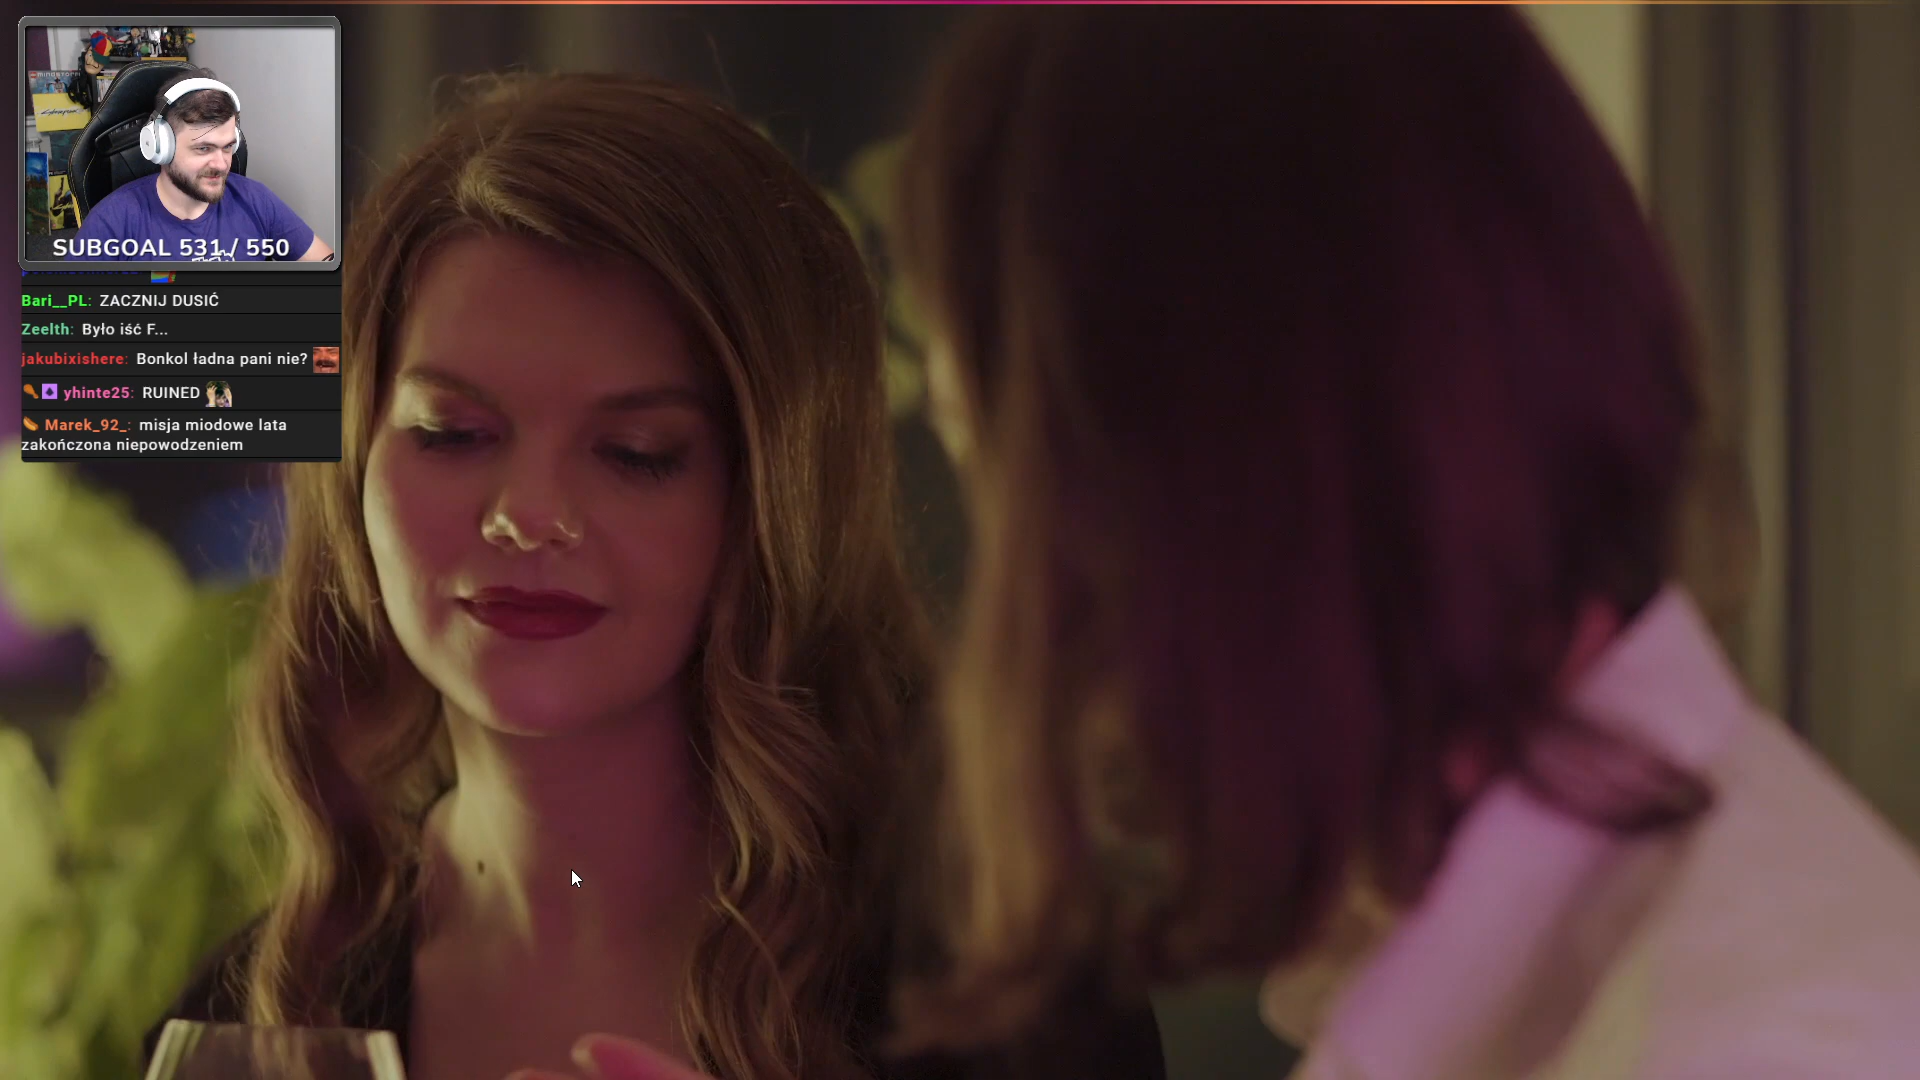 SUBGOAL 531 / 550
Bari__PL: ZACZNIJ DUSIĆ
Zeelth: Było iść F...
jakubixishere: Bonkol ładna pani nie?
yhinte25: RUINED
Marek_92_: misja miodowe lata
zakończona niepowodzeniem